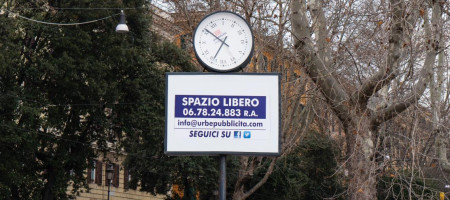 SPAZIO LIBERO
06.78.24.883 R.A.
info@urbepubblicita.com
SEGUICI SU